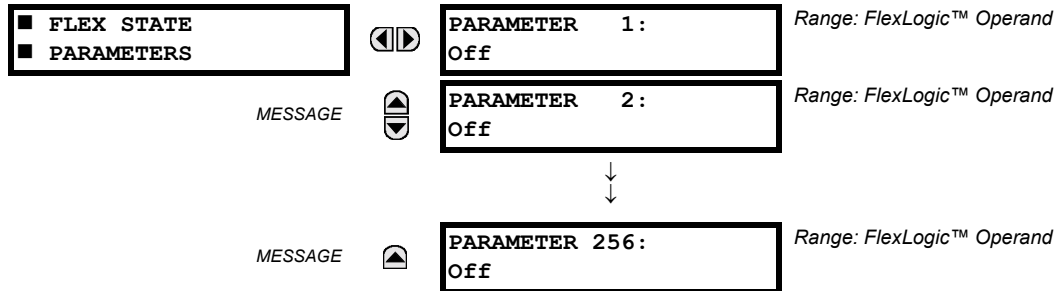 ■ FLEX STATE
■ PARAMETERS
PARAMETER 1:
Off
Range: FlexLogic™ Operand
MESSAGE
PARAMETER 2:
Off
Range: FlexLogic™ Operand
↓
↓
MESSAGE
PARAMETER 256:
Off
Range: FlexLogic™ Operand